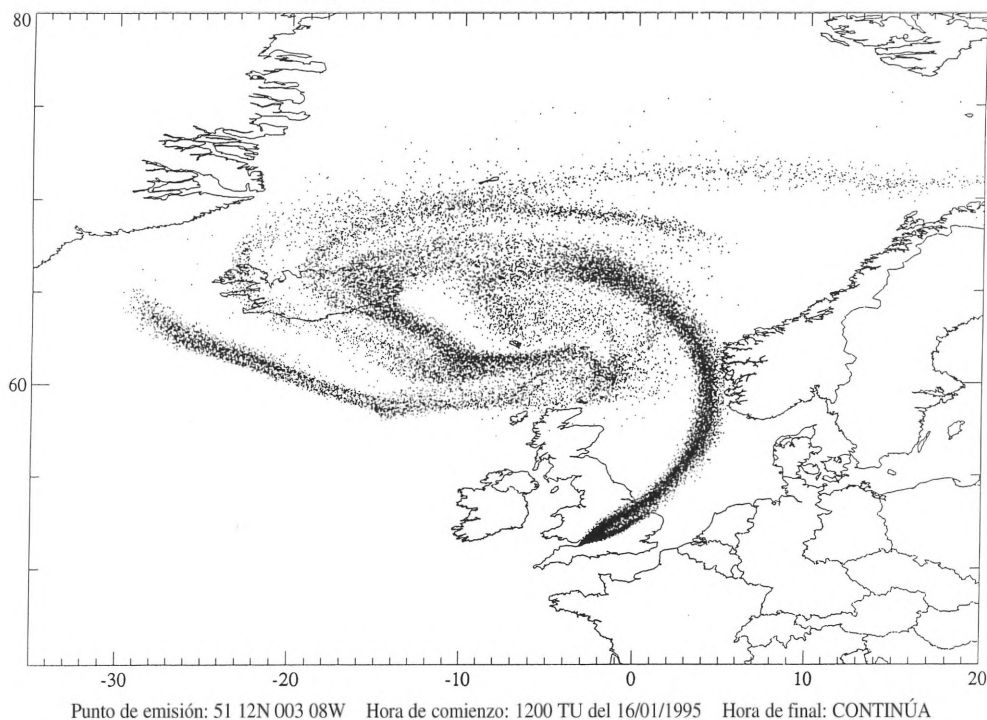 80
60
-30 -20 -10 0 10 20
Punto de emisión: 51 12N 003 08W Hora de comienzo: 1200 TU del 16/01/1995 Hora de final: CONTINÚA